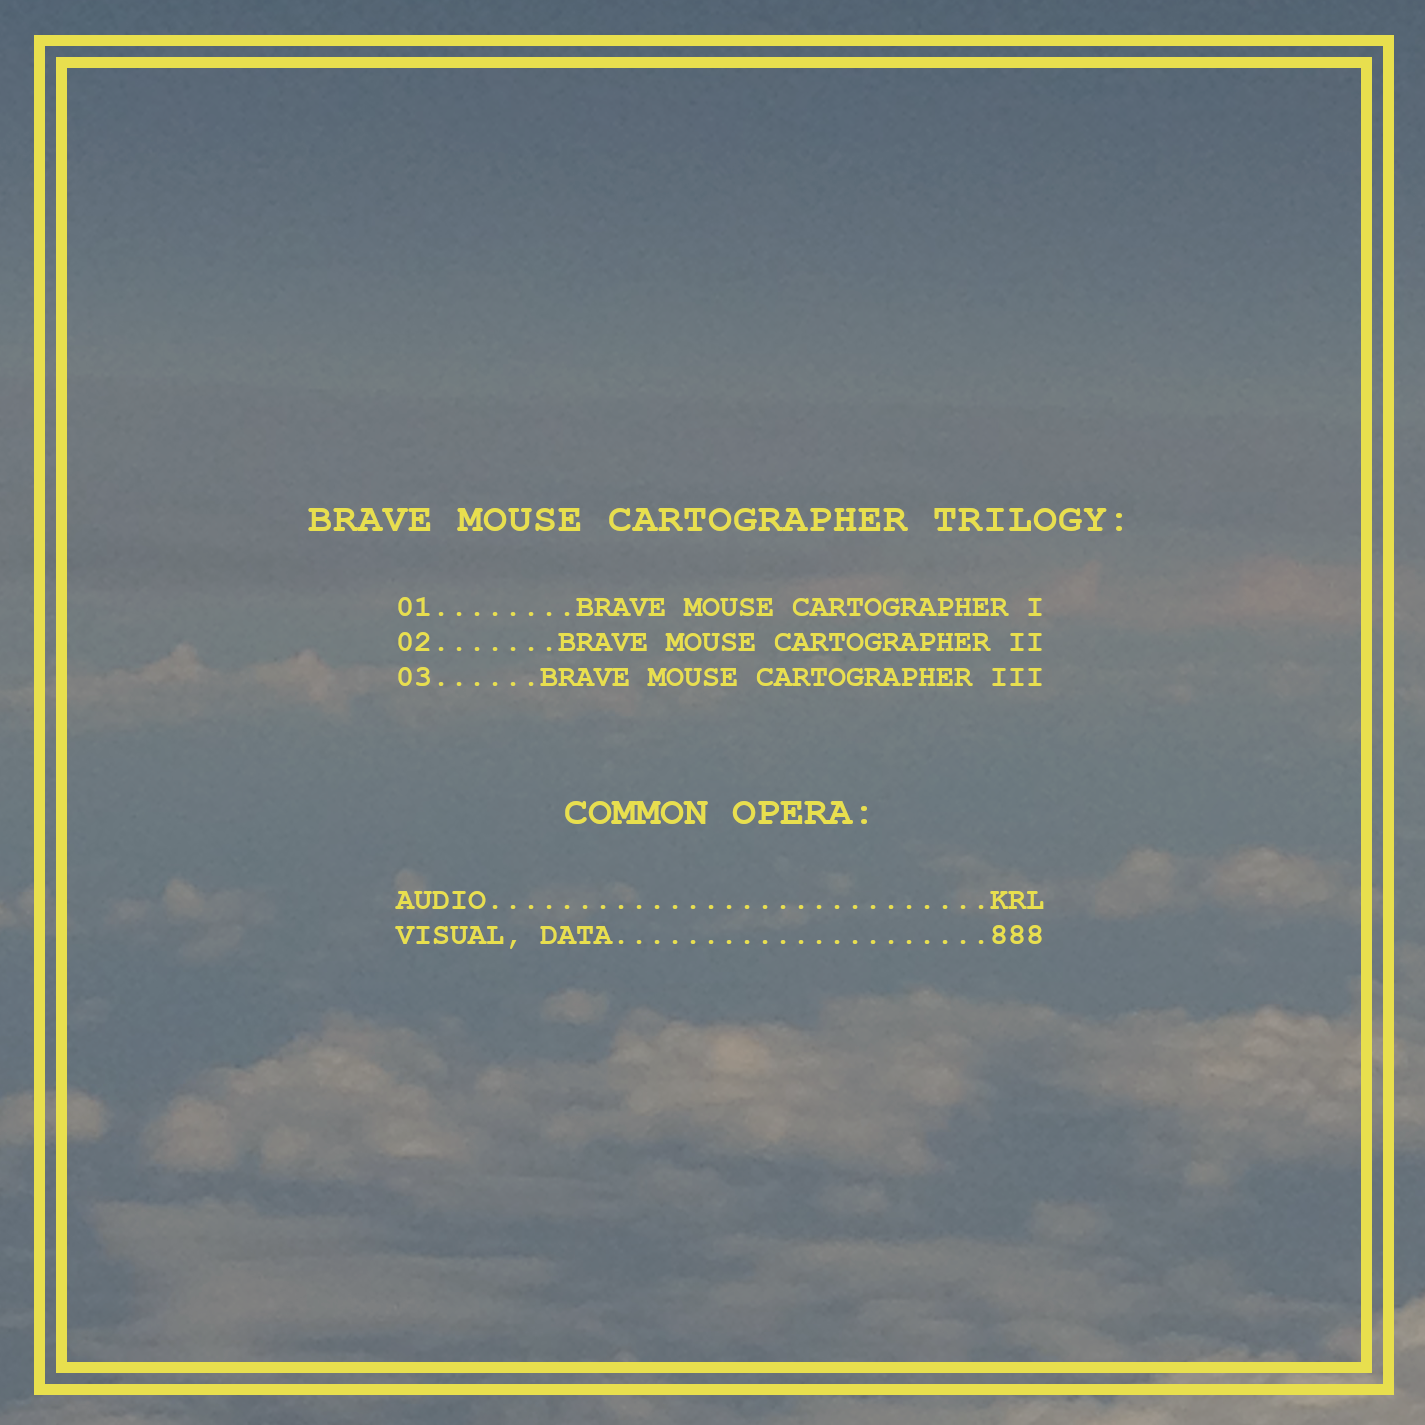 BRAVE MOUSE CARTOGRAPHER TRILOGY:
01........BRAVE MOUSE CARTOGRAPHER I
02.......BRAVE MOUSE CARTOGRAPHER II
03......BRAVE MOUSE CARTOGRAPHER III
COMMON OPERA:
AUDIO............................KRL
VISUAL, DATA.....................888